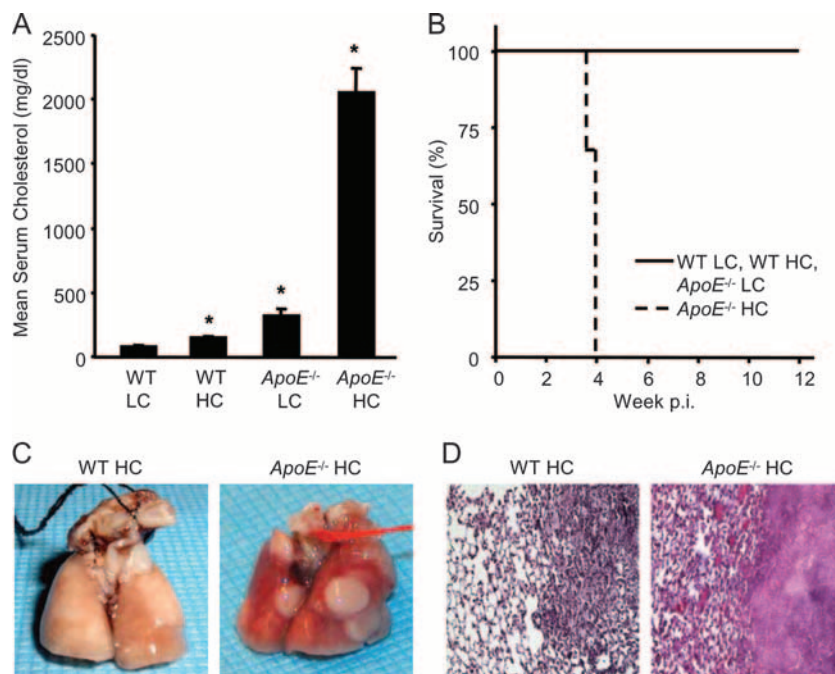 A
Mean Serum Cholesterol (mg/dl)
2500
2000
1500
1000
500
0
*
*
*
WT
LC
WT
HC
ApoE-/-
LC
ApoE-/-
HC
B
Survival (%)
100
75
50
25
0
WT LC, WT HC,
ApoE-/- LC
ApoE-/- HC
0 2 4 6 8 10 12
Week p.i.
C
WT HC
ApoE-/- HC
D
WT HC
ApoE-/- HC